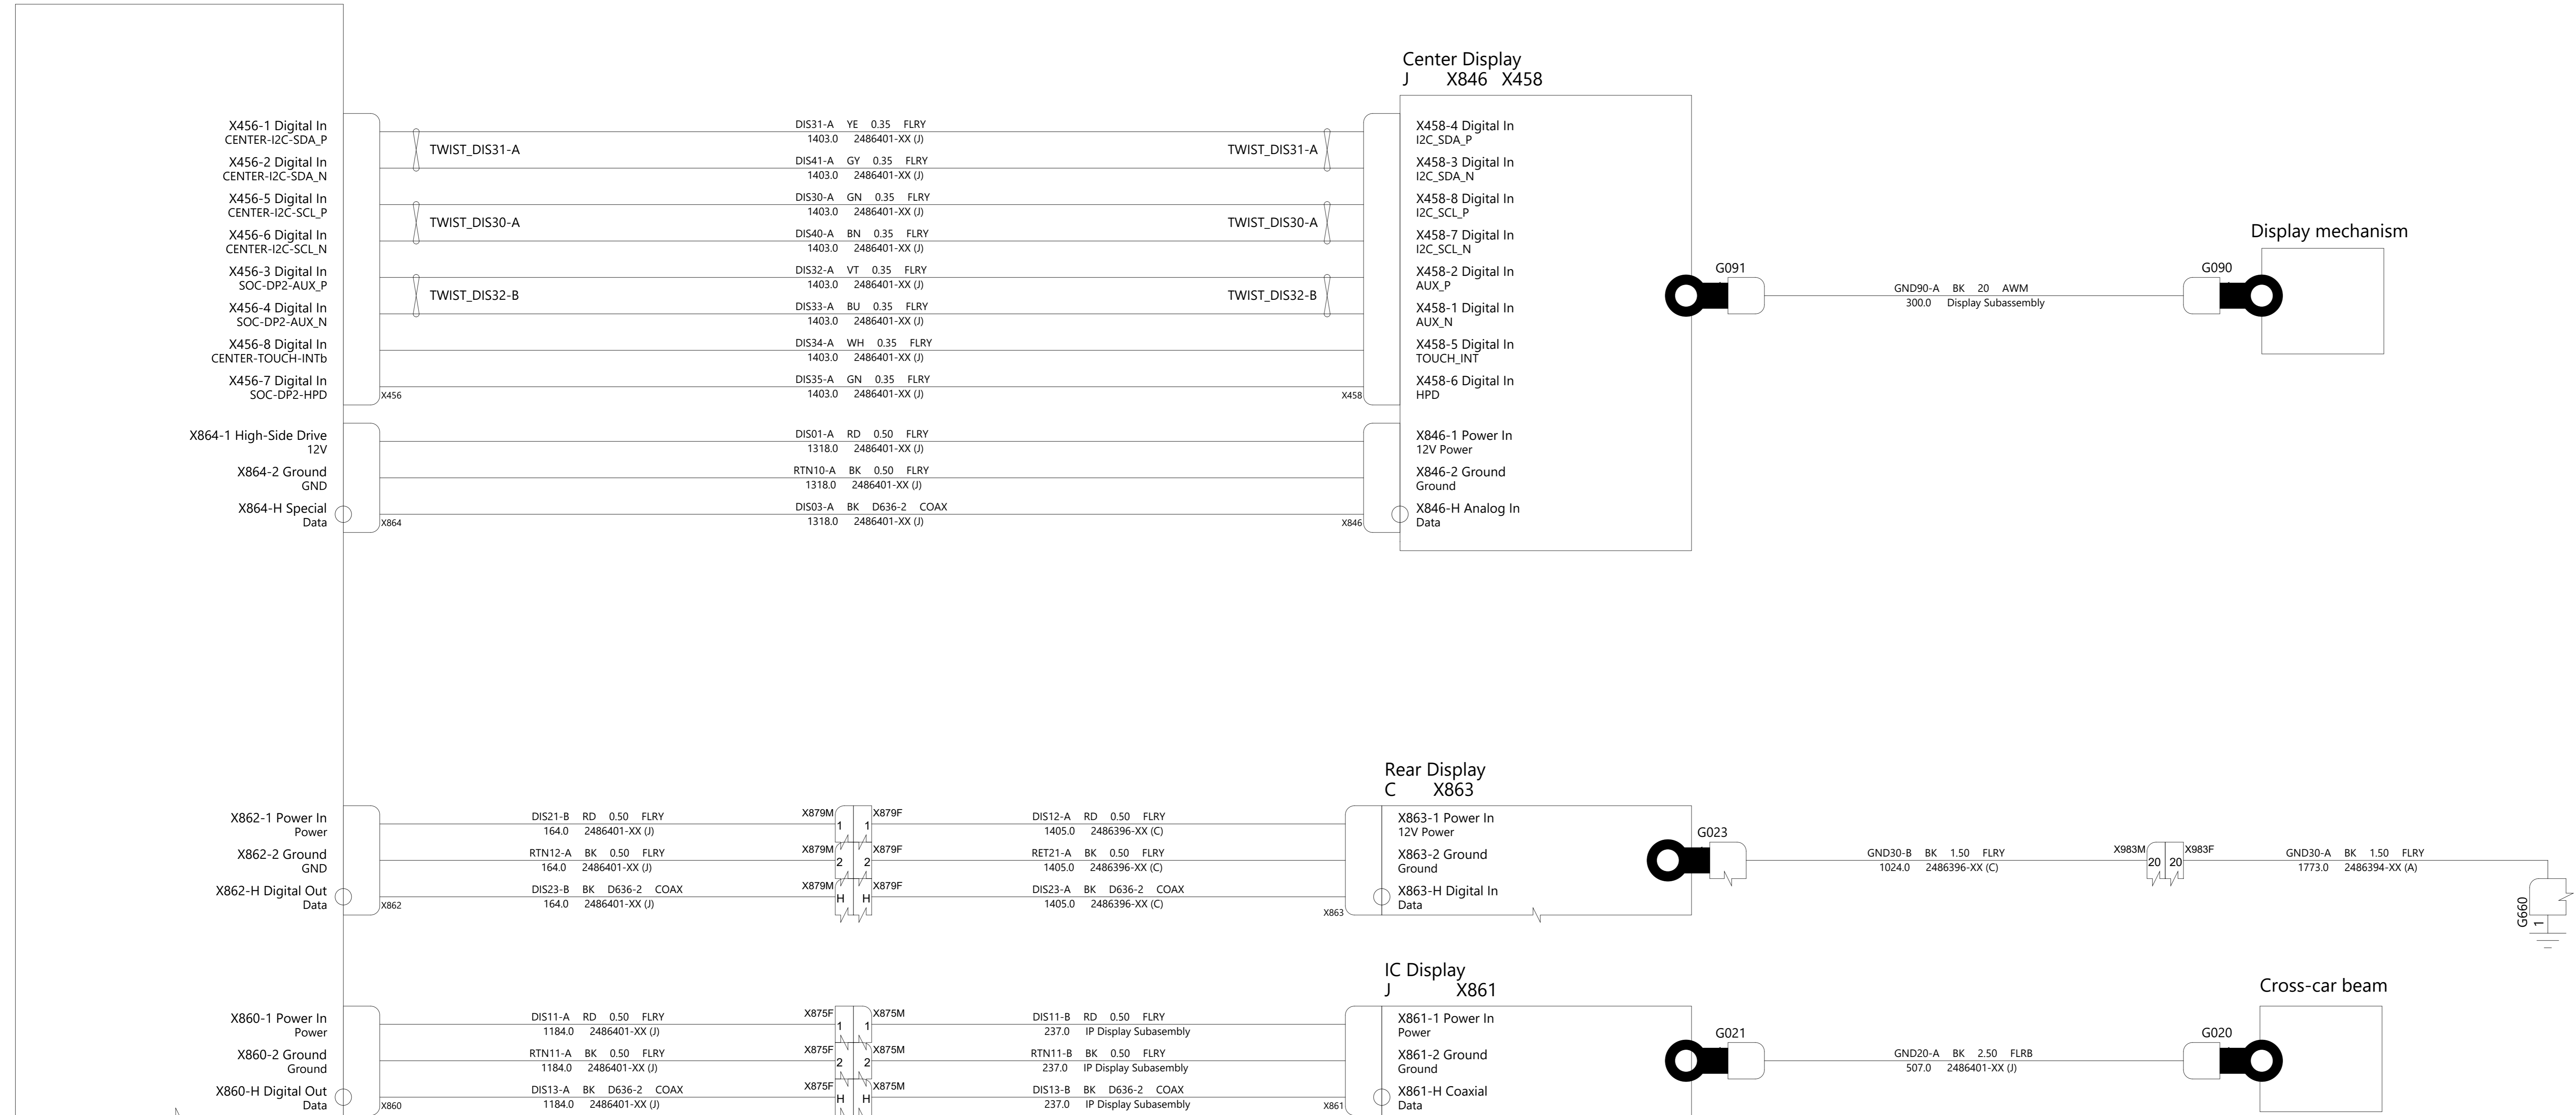 Center Display
J X846 X458
X456-1 Digital In
CENTER-I2C-SDA_P
X456-2 Digital In
CENTER-I2C-SDA_N
X456-5 Digital In
CENTER-I2C-SCL_P
X456-6 Digital In
CENTER-I2C-SCL_N
X456-3 Digital In
SOC-DP2-AUX_P
X456-4 Digital In
SOC-DP2-AUX_N
X456-8 Digital In
CENTER-TOUCH-INTb
X456-7 Digital In
SOC-DP2-HPD
X456
TWIST_DIS31-A
TWIST_DIS30-A
TWIST_DIS32-B
DIS31-A YE 0.35 FLRY
1403.0 2486401-XX (J)
DIS41-A GY 0.35 FLRY
1403.0 2486401-XX (J)
DIS30-A GN 0.35 FLRY
1403.0 2486401-XX (J)
DIS40-A BN 0.35 FLRY
1403.0 2486401-XX (J)
DIS32-A VT 0.35 FLRY
1403.0 2486401-XX (J)
DIS33-A BU 0.35 FLRY
1403.0 2486401-XX (J)
DIS34-A WH 0.35 FLRY
1403.0 2486401-XX (J)
DIS35-A GN 0.35 FLRY
1403.0 2486401-XX (J)
TWIST_DIS31-A
TWIST_DIS30-A
TWIST_DIS32-B
X458
X458-4 Digital In
I2C_SDA_P
X458-3 Digital In
I2C_SDA_N
X458-8 Digital In
I2C_SCL_P
X458-7 Digital In
I2C_SCL_N
X458-2 Digital In
AUX_P
X458-1 Digital In
AUX_N
X458-5 Digital In
TOUCH_INT
X458-6 Digital In
HPD
G091
GND90-A BK 20 AWM
300.0 Display Subassembly
G090
Display mechanism
X864-1 High-Side Drive
12V
X864-2 Ground
GND
X864-H Special
Data
X864
DIS01-A RD 0.50 FLRY
1318.0 2486401-XX (J)
RTN10-A BK 0.50 FLRY
1318.0 2486401-XX (J)
DIS03-A BK D636-2 COAX
1318.0 2486401-XX (J)
X846
X846-1 Power In
12V Power
X846-2 Ground
Ground
X846-H Analog In
Data
Rear Display
C X863
X862-1 Power In
Power
X862-2 Ground
GND
X862-H Digital Out
Data
X862
DIS21-B RD 0.50 FLRY
164.0 2486401-XX (J)
RTN12-A BK 0.50 FLRY
164.0 2486401-XX (J)
DIS23-B BK D636-2 COAX
164.0 2486401-XX (J)
X879M 1 1 X879F
X879M 2 2 X879F
X879M H H X879F
DIS12-A RD 0.50 FLRY
1405.0 2486396-XX (C)
RET21-A BK 0.50 FLRY
1405.0 2486396-XX (C)
DIS23-A BK D636-2 COAX
1405.0 2486396-XX (C)
X863
X863-1 Power In
12V Power
X863-2 Ground
Ground
X863-H Digital In
Data
G023
GND30-B BK 1.50 FLRY
1024.0 2486396-XX (C)
X983M 20 20 X983F
GND30-A BK 1.50 FLRY
1773.0 2486394-XX (A)
G660
1
IC Display
J X861
X860-1 Power In
Power
X860-2 Ground
Ground
X860-H Digital Out
Data
X860
DIS11-A RD 0.50 FLRY
1184.0 2486401-XX (J)
RTN11-A BK 0.50 FLRY
1184.0 2486401-XX (J)
DIS13-A BK D636-2 COAX
1184.0 2486401-XX (J)
X875F 1 1 X875M
X875F 2 2 X875M
X875F H H X875M
DIS11-B RD 0.50 FLRY
237.0 IP Display Subasembly
RTN11-B BK 0.50 FLRY
237.0 IP Display Subasembly
DIS13-B BK D636-2 COAX
237.0 IP Display Subasembly
X861
X861-1 Power In
Power
X861-2 Ground
Ground
X861-H Coaxial
Data
G021
GND20-A BK 2.50 FLRB
507.0 2486401-XX (J)
G020
Cross-car beam